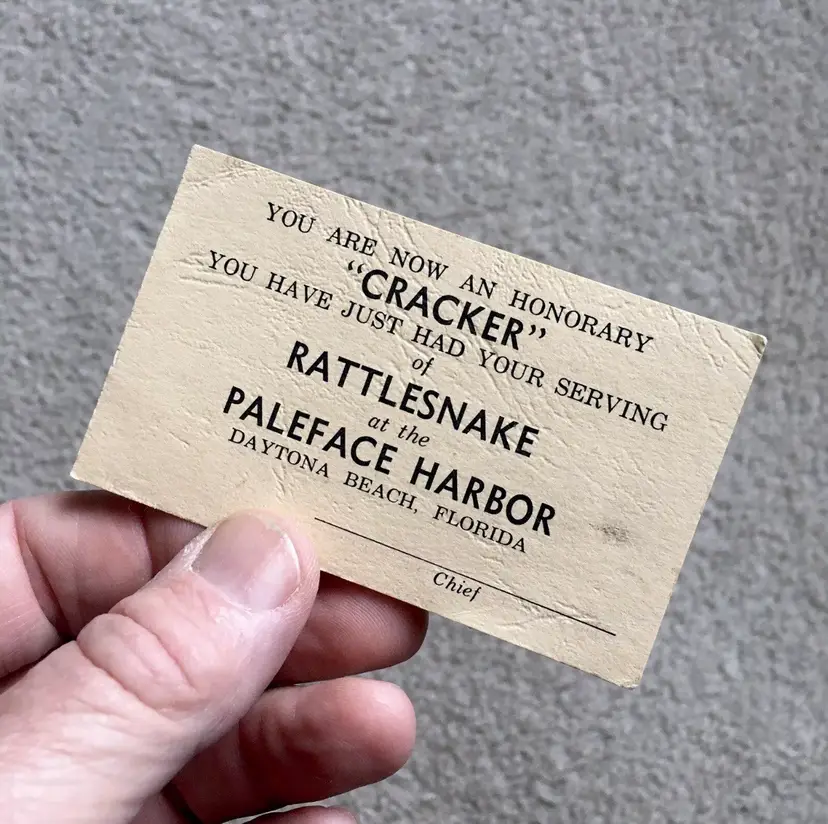 YOU ARE NOW AN HONORARY
“CRACKER”
YOU HAVE JUST HAD YOUR SERVING
of
RATTLESNAKE
at the
PALEFACE HARBOR
DAYTONA BEACH, FLORIDA
Chief